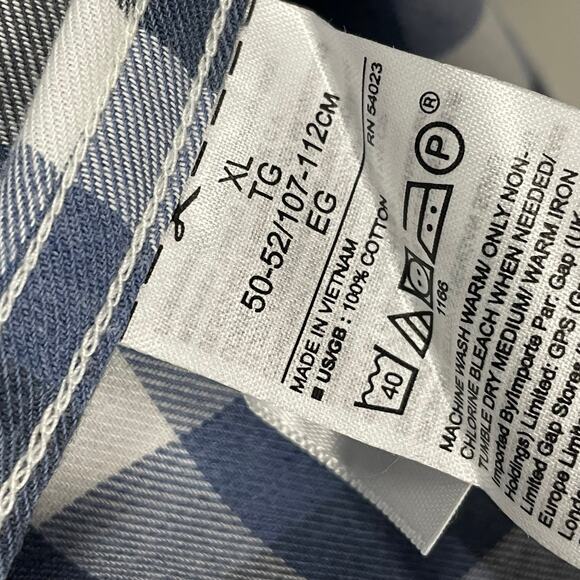 XL
TG
50-52/107-112CM
EG
RN 54023
MADE IN VIETNAM
■ US/GB : 100% COTTON
40
P
®
1166
MACHINE WASH WARM/ ONLY NON-
CHLORINE BLEACH WHEN NEEDED/
TUMBLE DRY MEDIUM/ WARM IRON
Imported By/Importe Par: Gap (U
Holdings) Limited: GPS (G
Limited Gap Stores
Europe Limit
Londo